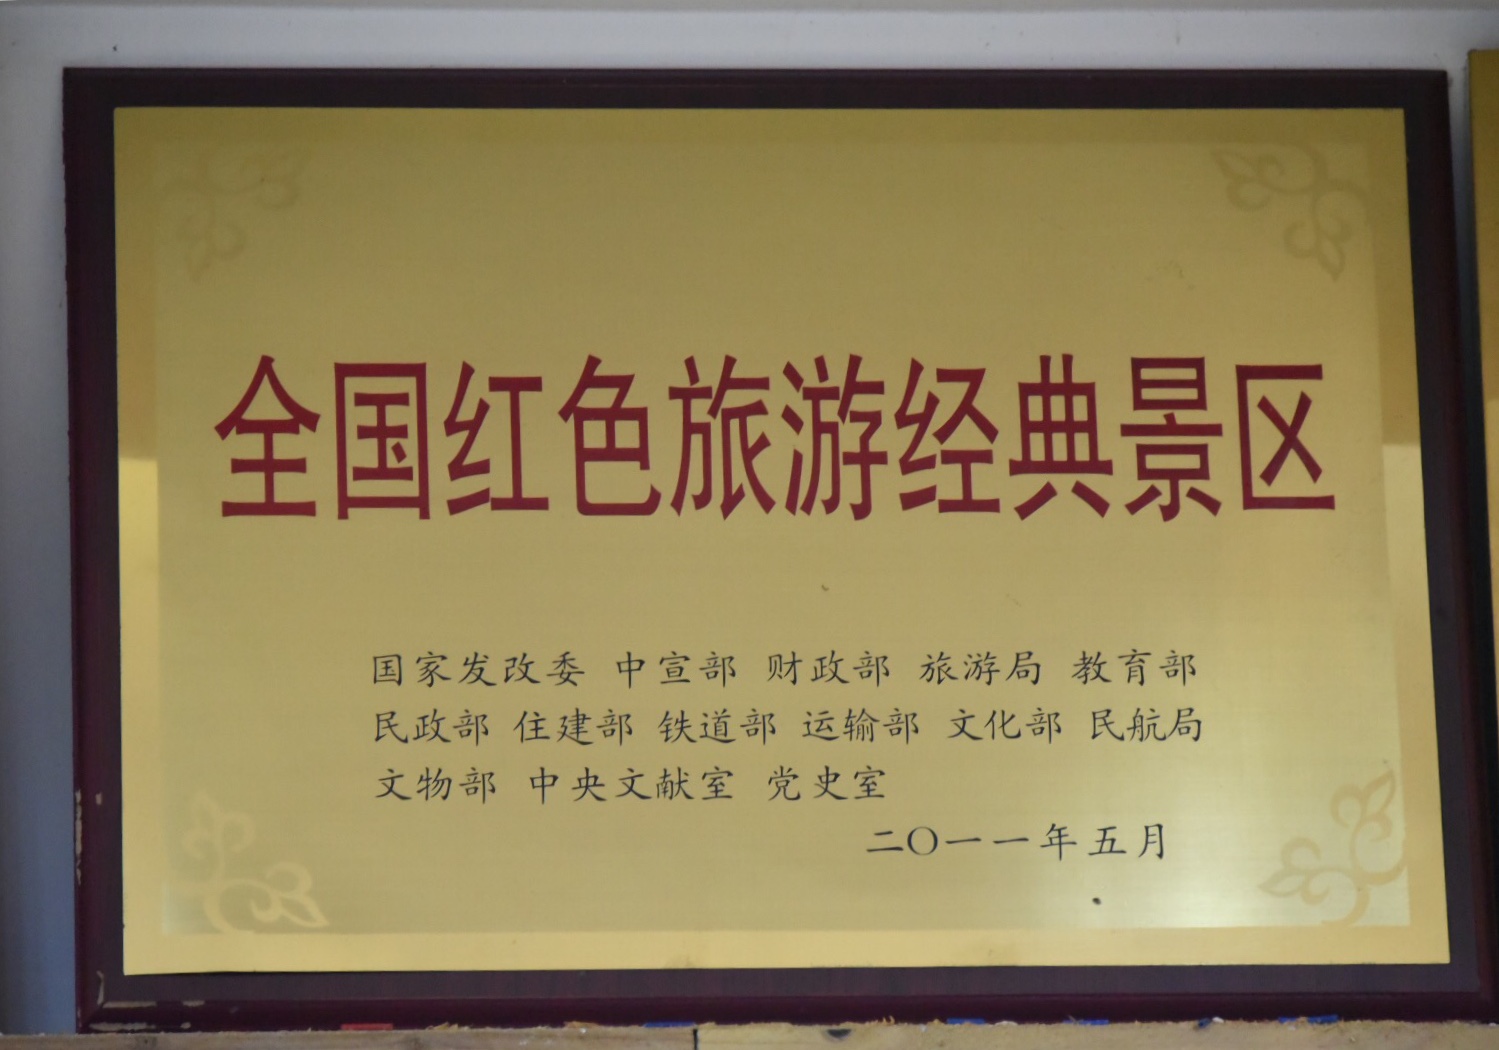 全国红色旅游经典景区
国家发改委 中宣部 财政部 旅游局 教育部
民政部 住建部 铁道部 运输部 文化部 民航局
文物部 中央文献室 党史室
二〇一一年五月